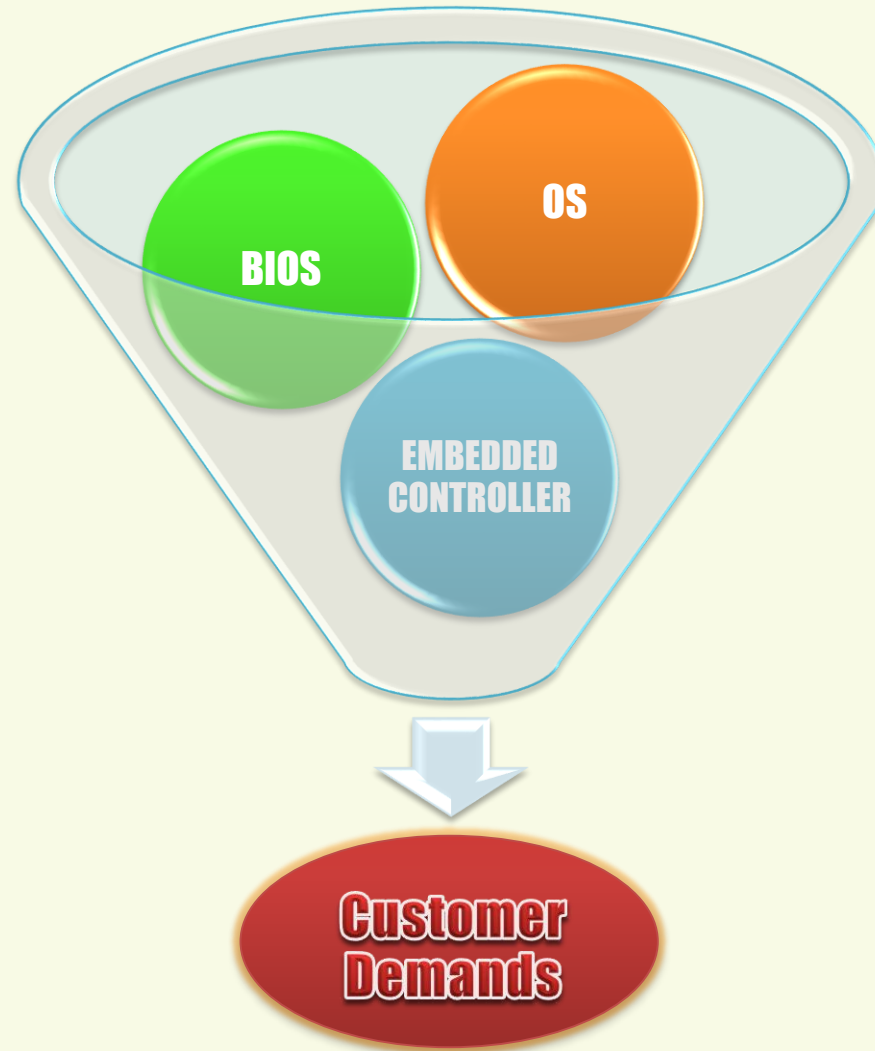 OS
BIOS
EMBEDDED
CONTROLLER
Customer
Demands